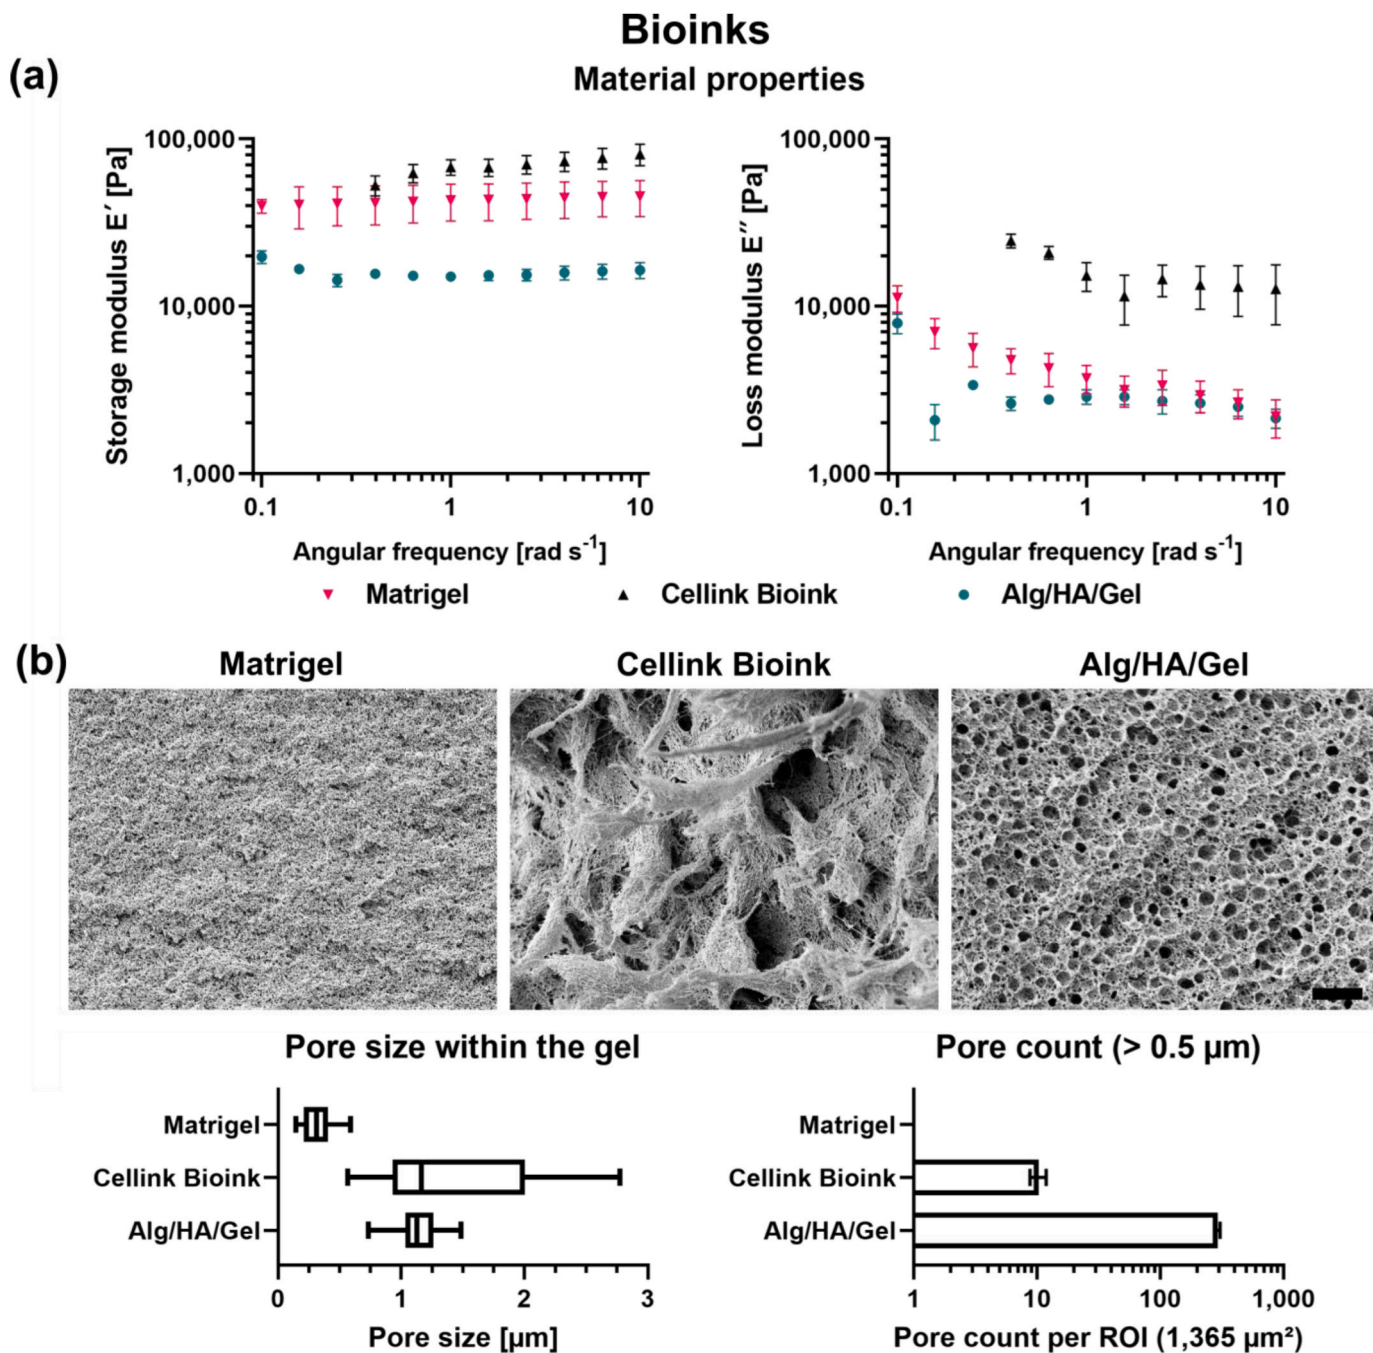 Bioinks
(a)
Material properties
Storage modulus E′ [Pa]
100,000
10,000
1,000
0.1
1
10
Angular frequency [rad s⁻¹]
Loss modulus E″ [Pa]
100,000
10,000
1,000
0.1
1
10
Angular frequency [rad s⁻¹]
Matrigel
Cellink Bioink
Alg/HA/Gel
(b)
Matrigel
Cellink Bioink
Alg/HA/Gel
Pore size within the gel
Matrigel
Cellink Bioink
Alg/HA/Gel
0
1
2
3
Pore size [µm]
Pore count (> 0.5 µm)
Matrigel
Cellink Bioink
Alg/HA/Gel
1
10
100
1,000
Pore count per ROI (1,365 µm²)